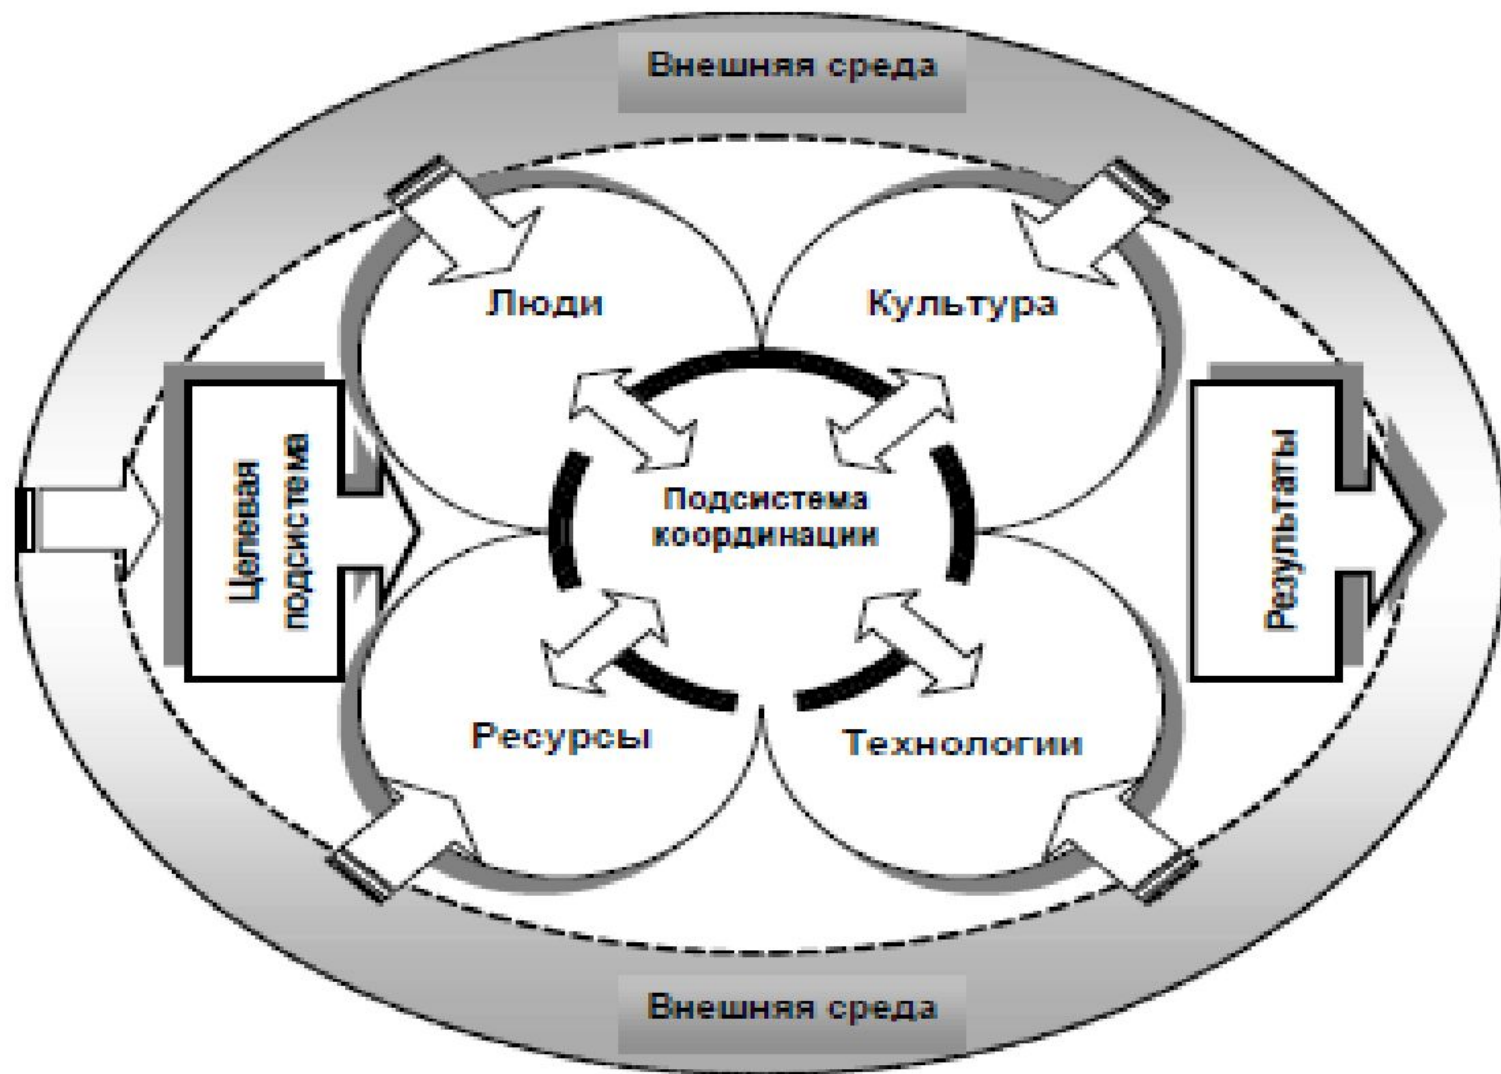 Внешняя среда
Люди
Культура
Целевая
подсистема
Подсистема
координации
Результаты
Ресурсы
Технологии
Внешняя среда